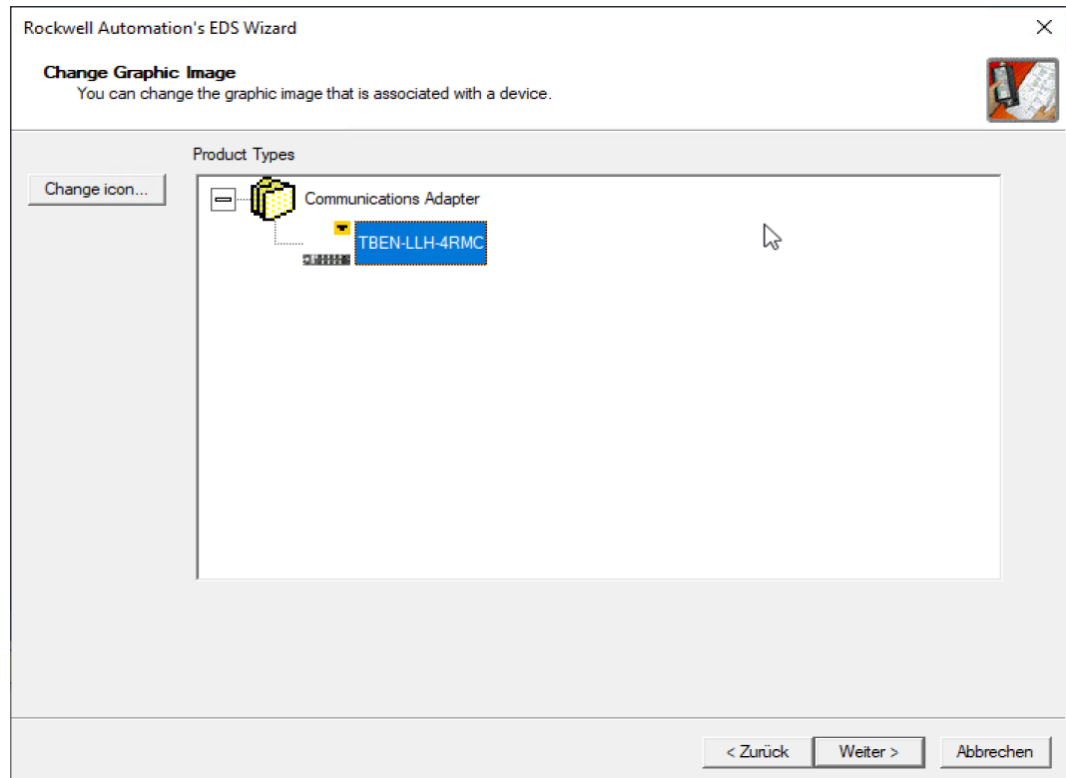 Rockwell Automation's EDS Wizard
Change Graphic Image
You can change the graphic image that is associated with a device.
Product Types
Change icon...
Communications Adapter
TBEN-LLH-4RMC
< Zurück
Weiter >
Abbrechen